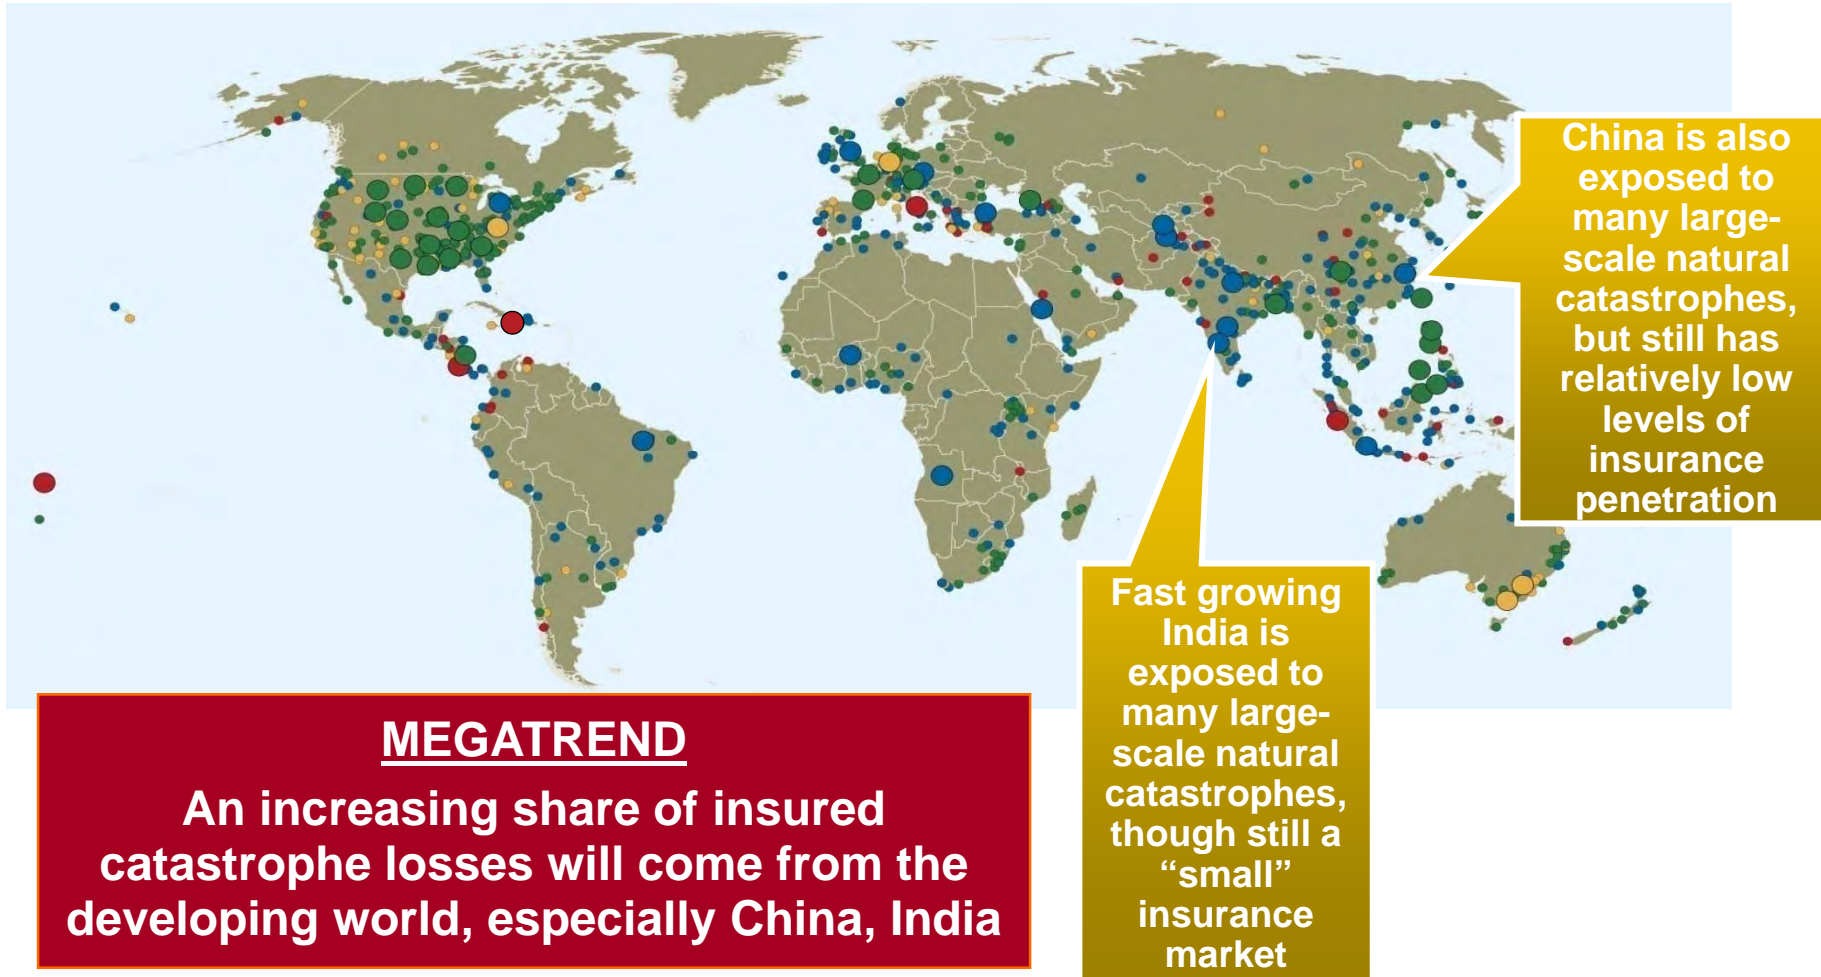 China is also
exposed to
many large-
scale natural
catastrophes,
but still has
relatively low
levels of
insurance
penetration
Fast growing
India is
exposed to
many large-
scale natural
catastrophes,
though still a
“small”
insurance
market
MEGATREND
An increasing share of insured
catastrophe losses will come from the
developing world, especially China, India